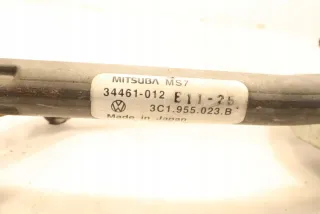 MITSUBA MS7
34461-012 E11-25
3C1.955.023.B
Made in Japan